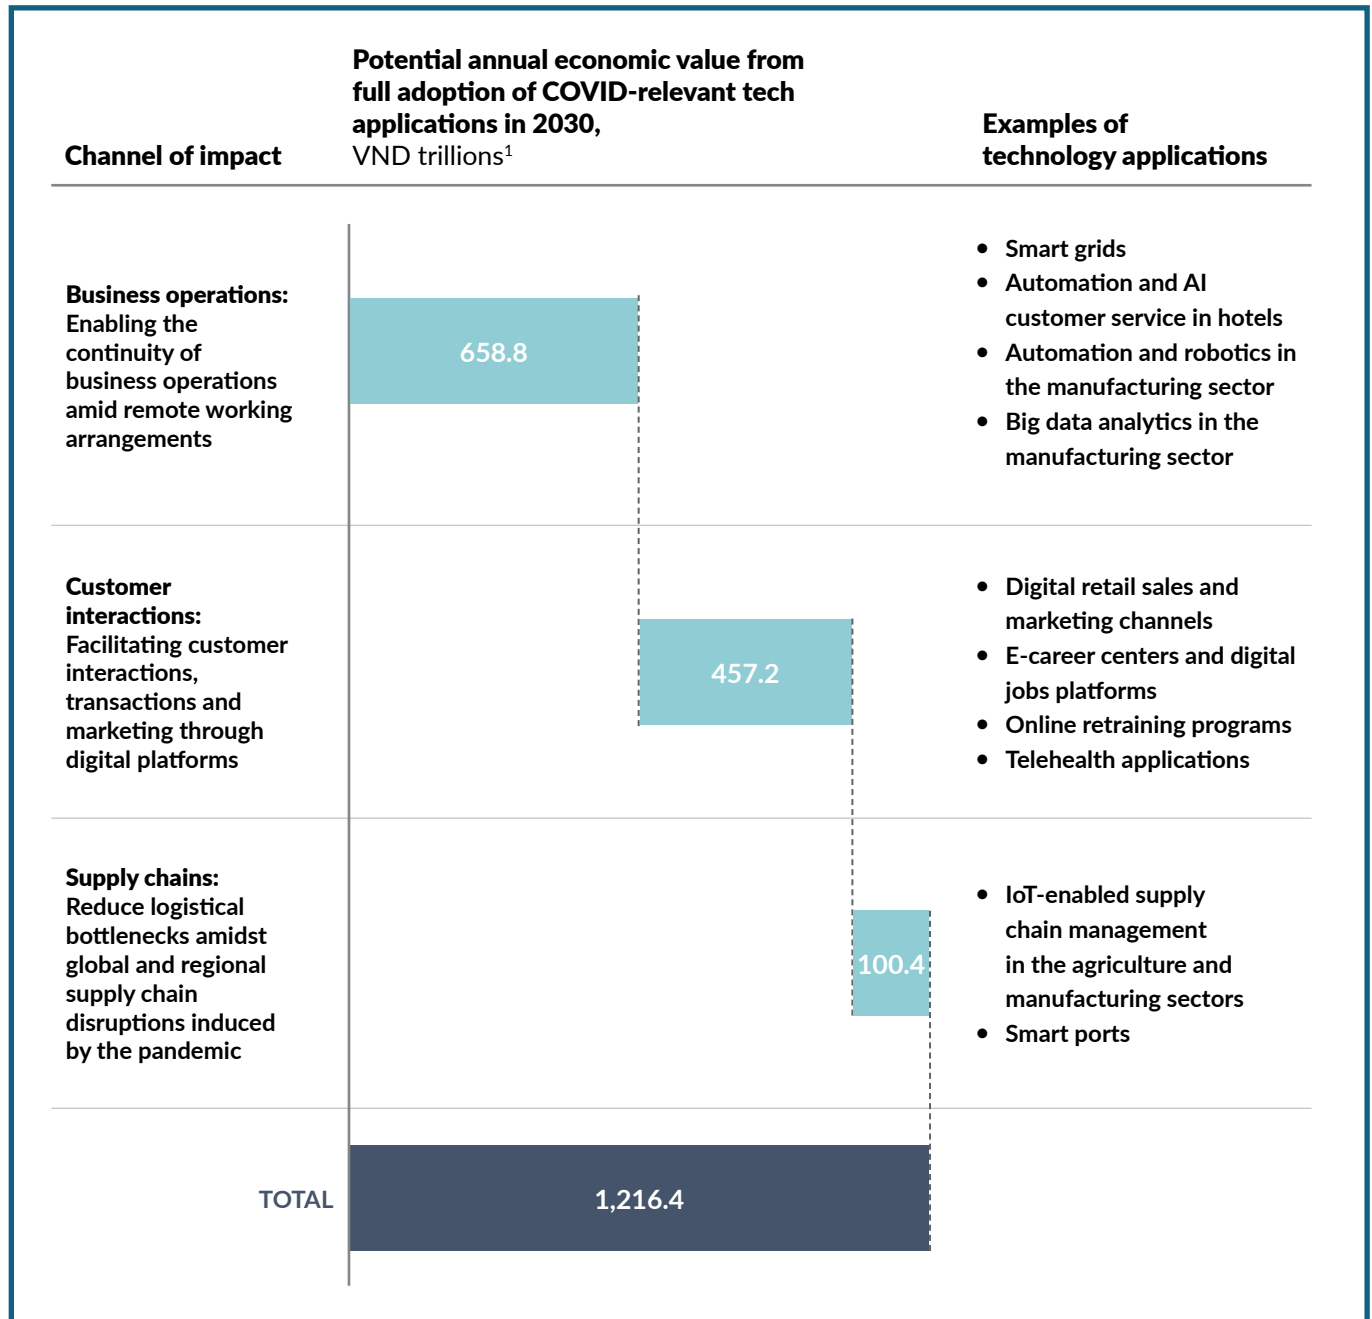 Channel of impact
Potential annual economic value from
full adoption of COVID-relevant tech
applications in 2030,
VND trillions¹
Examples of
technology applications
Business operations:
Enabling the
continuity of
business operations
amid remote working
arrangements
658.8
• Smart grids
• Automation and AI
customer service in hotels
• Automation and robotics in
the manufacturing sector
• Big data analytics in the
manufacturing sector
Customer
interactions:
Facilitating customer
interactions,
transactions and
marketing through
digital platforms
457.2
• Digital retail sales and
marketing channels
• E-career centers and digital
jobs platforms
• Online retraining programs
• Telehealth applications
Supply chains:
Reduce logistical
bottlenecks amidst
global and regional
supply chain
disruptions induced
by the pandemic
100.4
• IoT-enabled supply
chain management
in the agriculture and
manufacturing sectors
• Smart ports
TOTAL
1,216.4